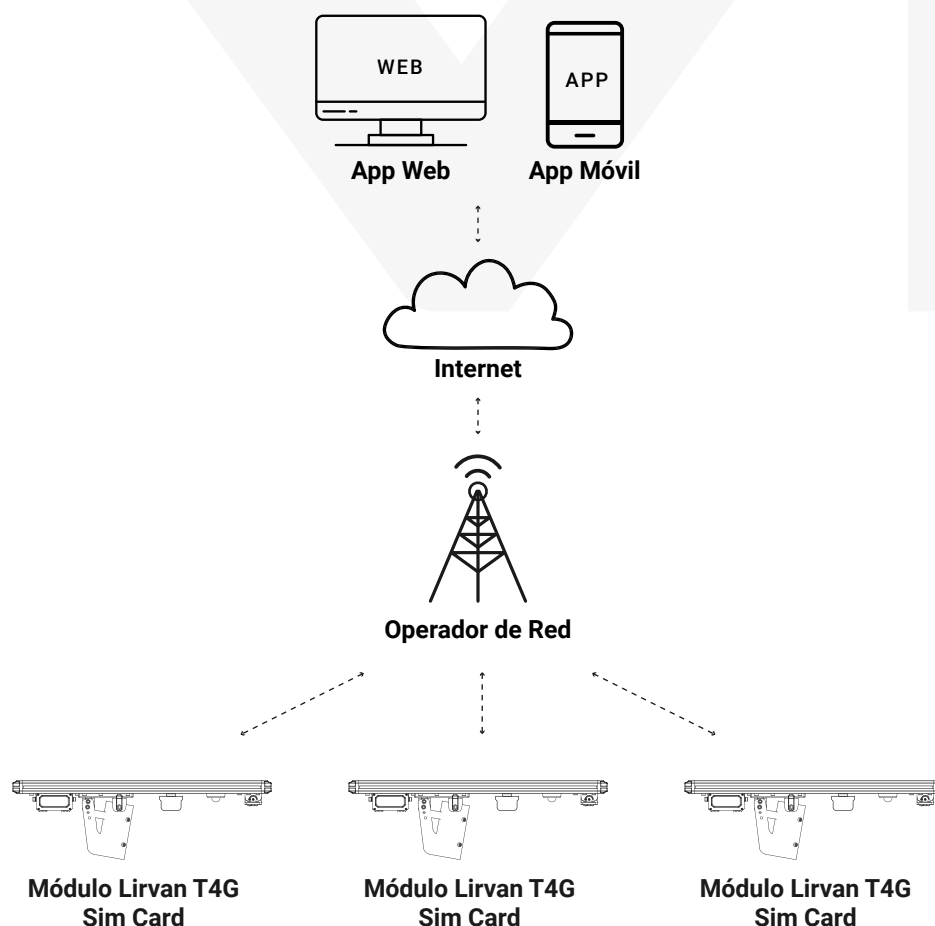 WEB
APP
App Web
App Móvil
Internet
Operador de Red
Módulo Lirvan T4G
Sim Card
Módulo Lirvan T4G
Sim Card
Módulo Lirvan T4G
Sim Card